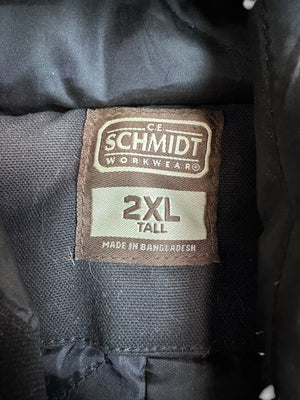 C.E.
SCHMIDT
WORKWEAR®
2XL
TALL
MADE IN BANGLADESH